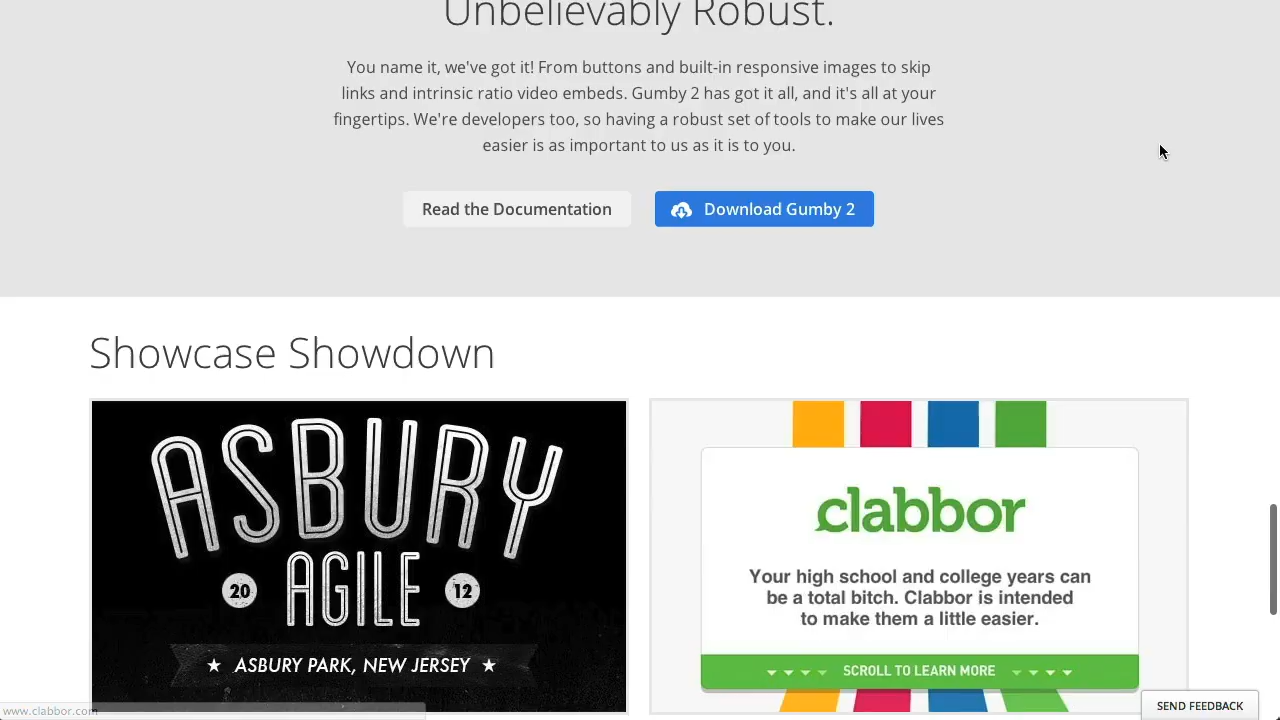 Unbelievably Robust.
You name it, we've got it! From buttons and built-in responsive images to skip
links and intrinsic ratio video embeds. Gumby 2 has got it all, and it's all at your
fingertips. We're developers too, so having a robust set of tools to make our lives
easier is as important to us as it is to you.
Read the Documentation
Download Gumby 2
Showcase Showdown
ASBURY
AGILE
20 12
ASBURY PARK, NEW JERSEY
clabbor
Your high school and college years can
be a total bitch. Clabbor is intended
to make them a little easier.
SCROLL TO LEARN MORE
www.clabbor.com
SEND FEEDBACK